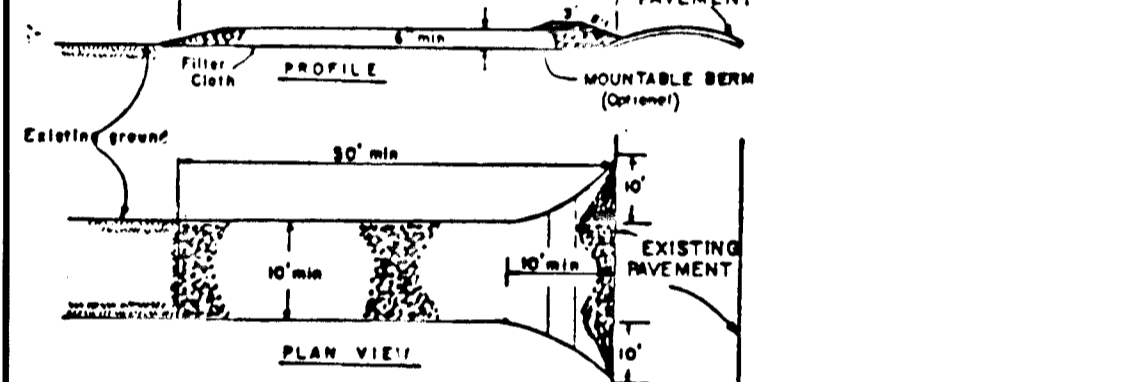 PAVEMENT
6" min
Filter
Cloth
PROFILE
MOUNTABLE BERM
(Optional)
Existing ground
50' min
10'
EXISTING
PAVEMENT
10' min
10' min
PLAN VIEW
10'